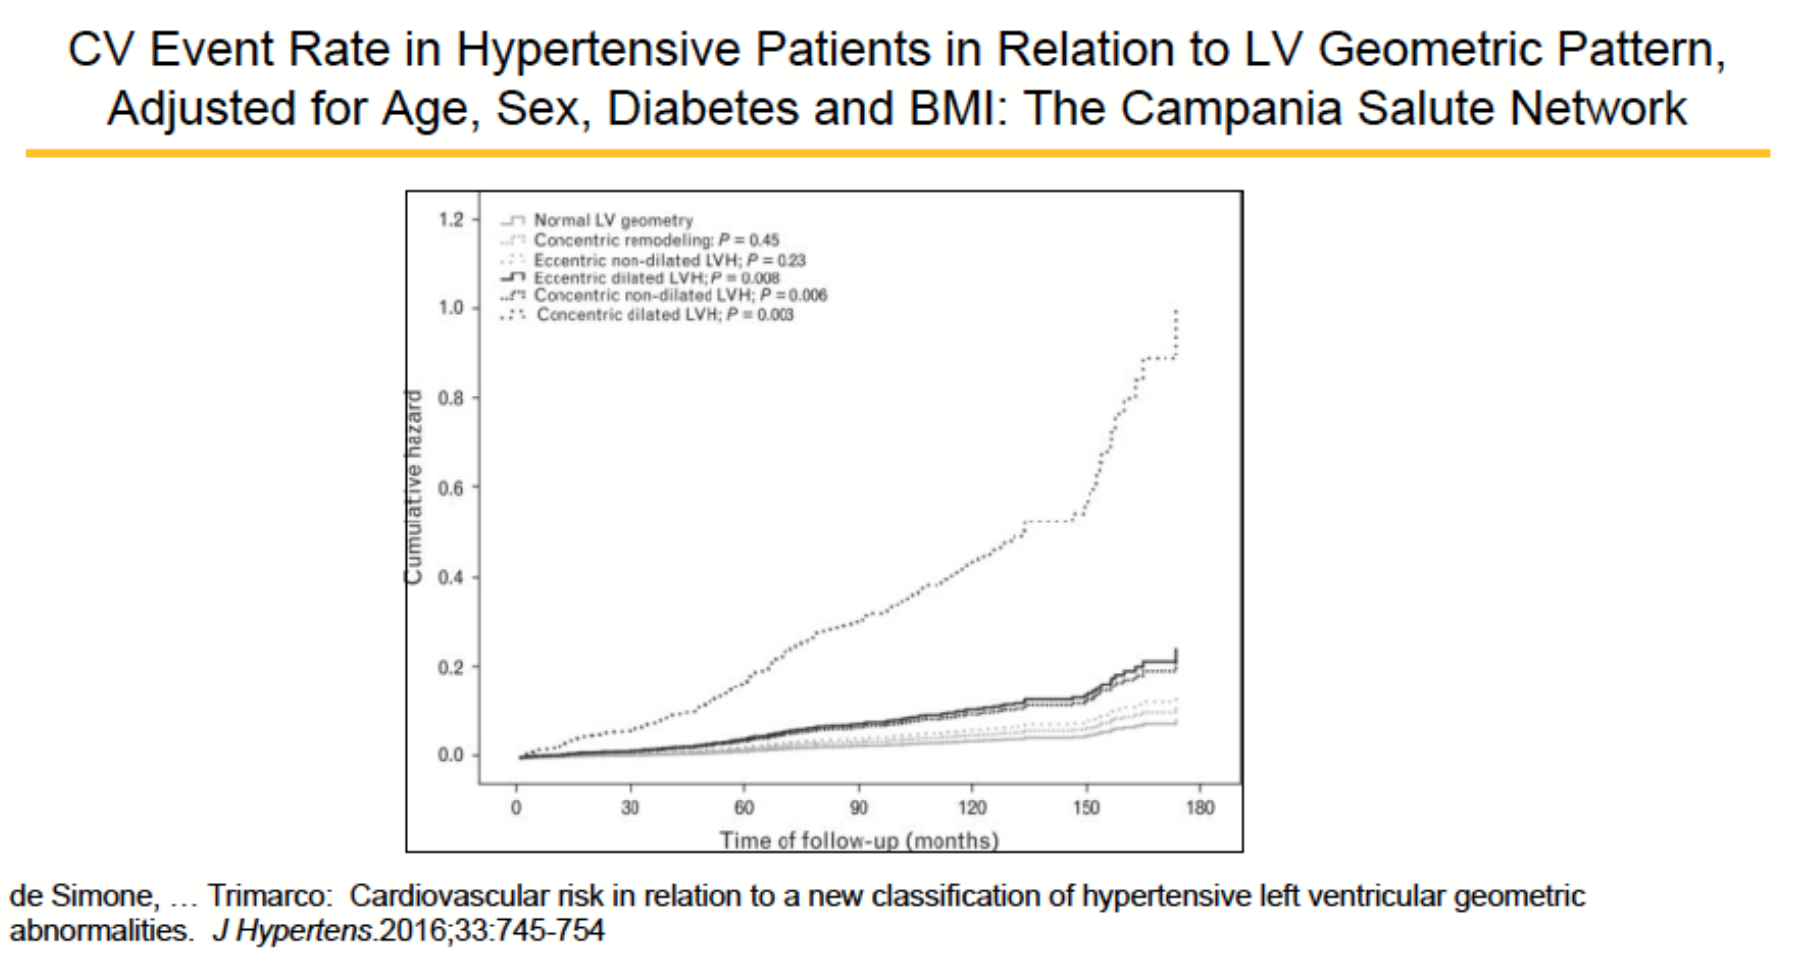 CV Event Rate in Hypertensive Patients in Relation to LV Geometric Pattern,
Adjusted for Age, Sex, Diabetes and BMI: The Campania Salute Network
1.2
1.0
0.8
0.6
0.4
0.2
0.0
Cumulative hazard
Normal LV geometry
Concentric remodeling: P = 0.45
Eccentric non-dilated LVH; P = 0.23
Eccentric dilated LVH; P = 0.008
Concentric non-dilated LVH; P = 0.006
Concentric dilated LVH; P = 0.003
0 30 60 90 120 150 180
Time of follow-up (months)
de Simone, … Trimarco: Cardiovascular risk in relation to a new classification of hypertensive left ventricular geometric
abnormalities. J Hypertens.2016;33:745-754